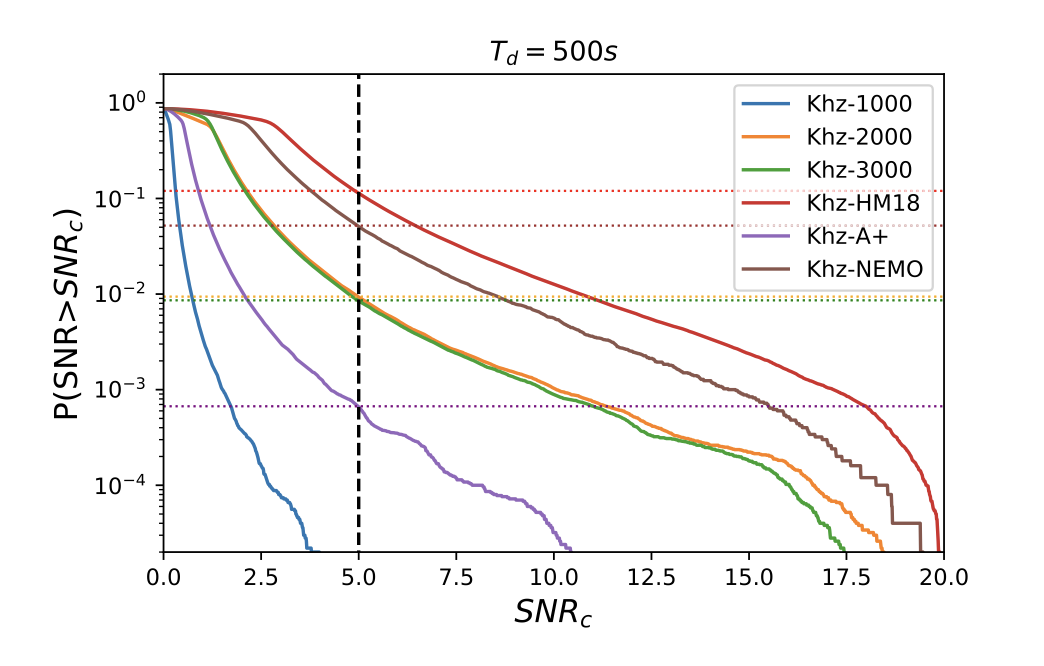 T_d = 500s
P(SNR>SNR_c)
10^0
10^-1
10^-2
10^-3
10^-4
Khz-1000
Khz-2000
Khz-3000
Khz-HM18
Khz-A+
Khz-NEMO
0.0 2.5 5.0 7.5 10.0 12.5 15.0 17.5 20.0
SNR_c